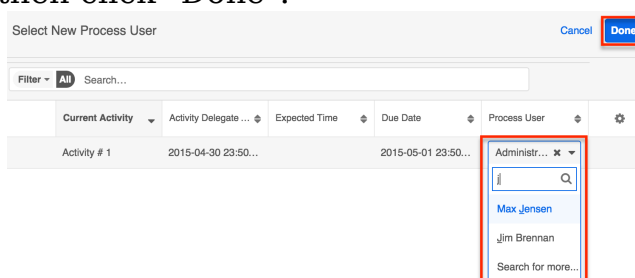 then click "Done".
Select New Process User Cancel Done
Filter All Search...
Current Activity Activity Delegate ... Expected Time Due Date Process User
Activity # 1 2015-04-30 23:50... 2015-05-01 23:50... Administr...
j
Max Jensen
Jim Brennan
Search for more...